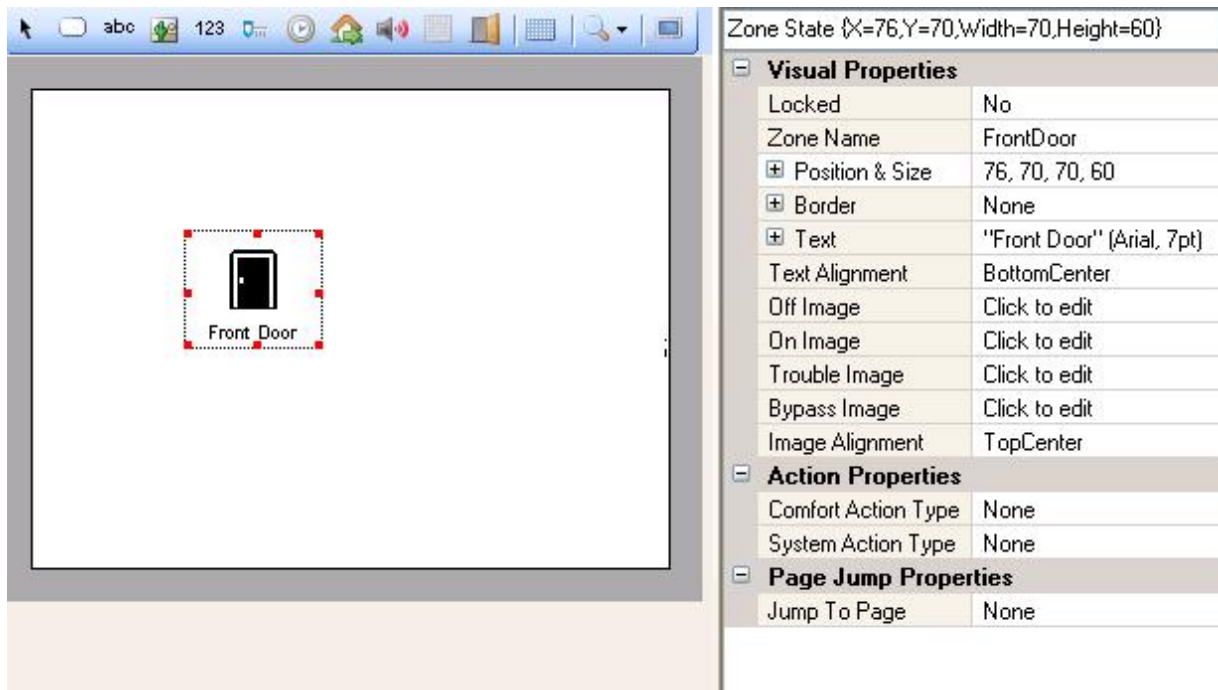 abc 123
Zone State {X=76,Y=70,Width=70,Height=60}
Visual Properties
Locked No
Zone Name FrontDoor
Position & Size 76, 70, 70, 60
Border None
Text "Front Door" (Arial, 7pt)
Text Alignment BottomCenter
Off Image Click to edit
On Image Click to edit
Trouble Image Click to edit
Bypass Image Click to edit
Image Alignment TopCenter
Action Properties
Comfort Action Type None
System Action Type None
Page Jump Properties
Jump To Page None
Front Door